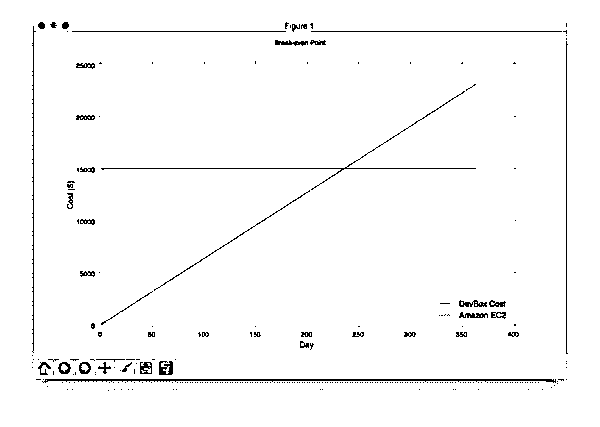 Figure 1
Break-even Point
25000
20000
15000
10000
5000
0
Cost ($)
0 50 100 150 200 250 300 350 400
Day
DevBox Cost
Amazon EC2